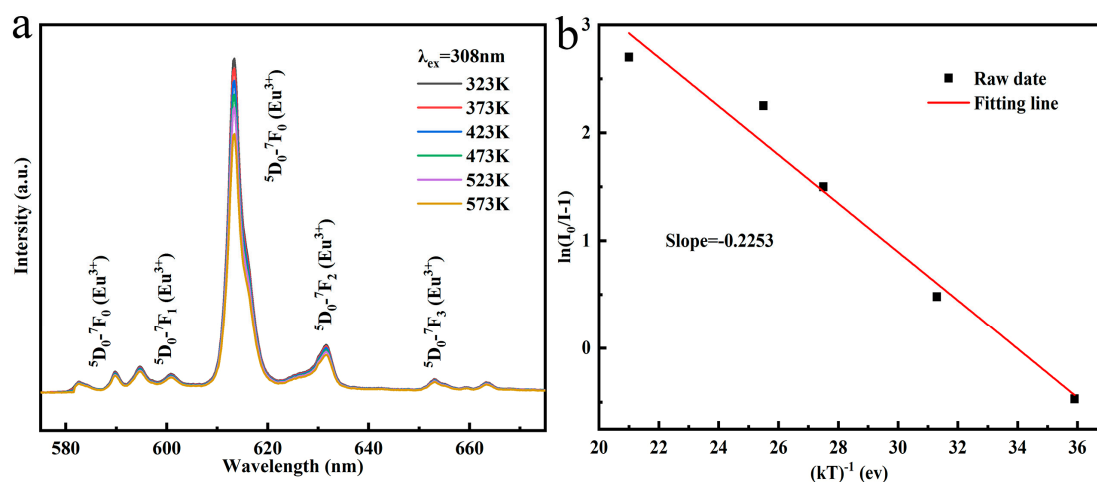 a
λex=308nm
323K
373K
423K
473K
523K
573K
⁵D₀-⁷F₀ (Eu³⁺)
⁵D₀-⁷F₁ (Eu³⁺)
⁵D₀-⁷F₀ (Eu³⁺)
⁵D₀-⁷F₂ (Eu³⁺)
⁵D₀-⁷F₃ (Eu³⁺)
Intensity (a.u.)
580 600 620 640 660
Wavelength (nm)
b
3
2
1
0
ln(I₀/I-1)
Raw date
Fitting line
Slope=-0.2253
20 22 24 26 28 30 32 34 36
(kT)⁻¹ (ev)